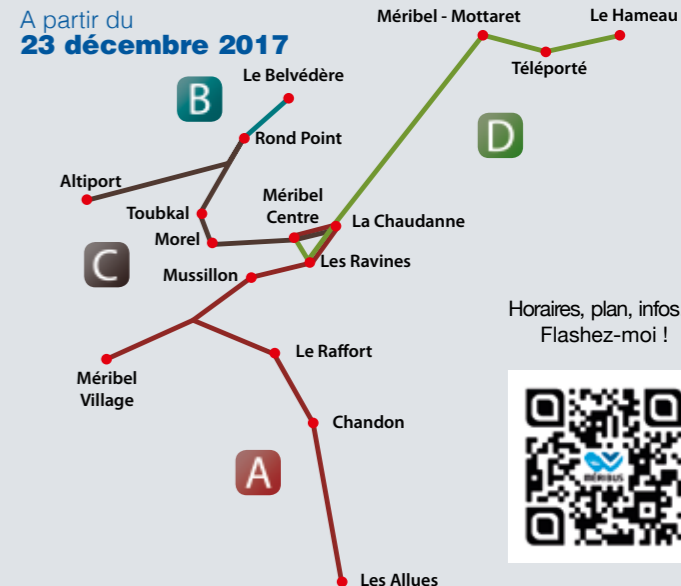 A partir du
23 décembre 2017
Méribel - Mottaret
Le Hameau
Téléporté
Le Belvédère
B
Rond Point
D
Altiport
Toubkal
Méribel
Centre
La Chaudanne
Morel
C
Mussillon
Les Ravines
Horaires, plan, infos
Flashez-moi !
Le Raffort
Méribel
Village
Chandon
A
MÉRIBUS
Les Allues